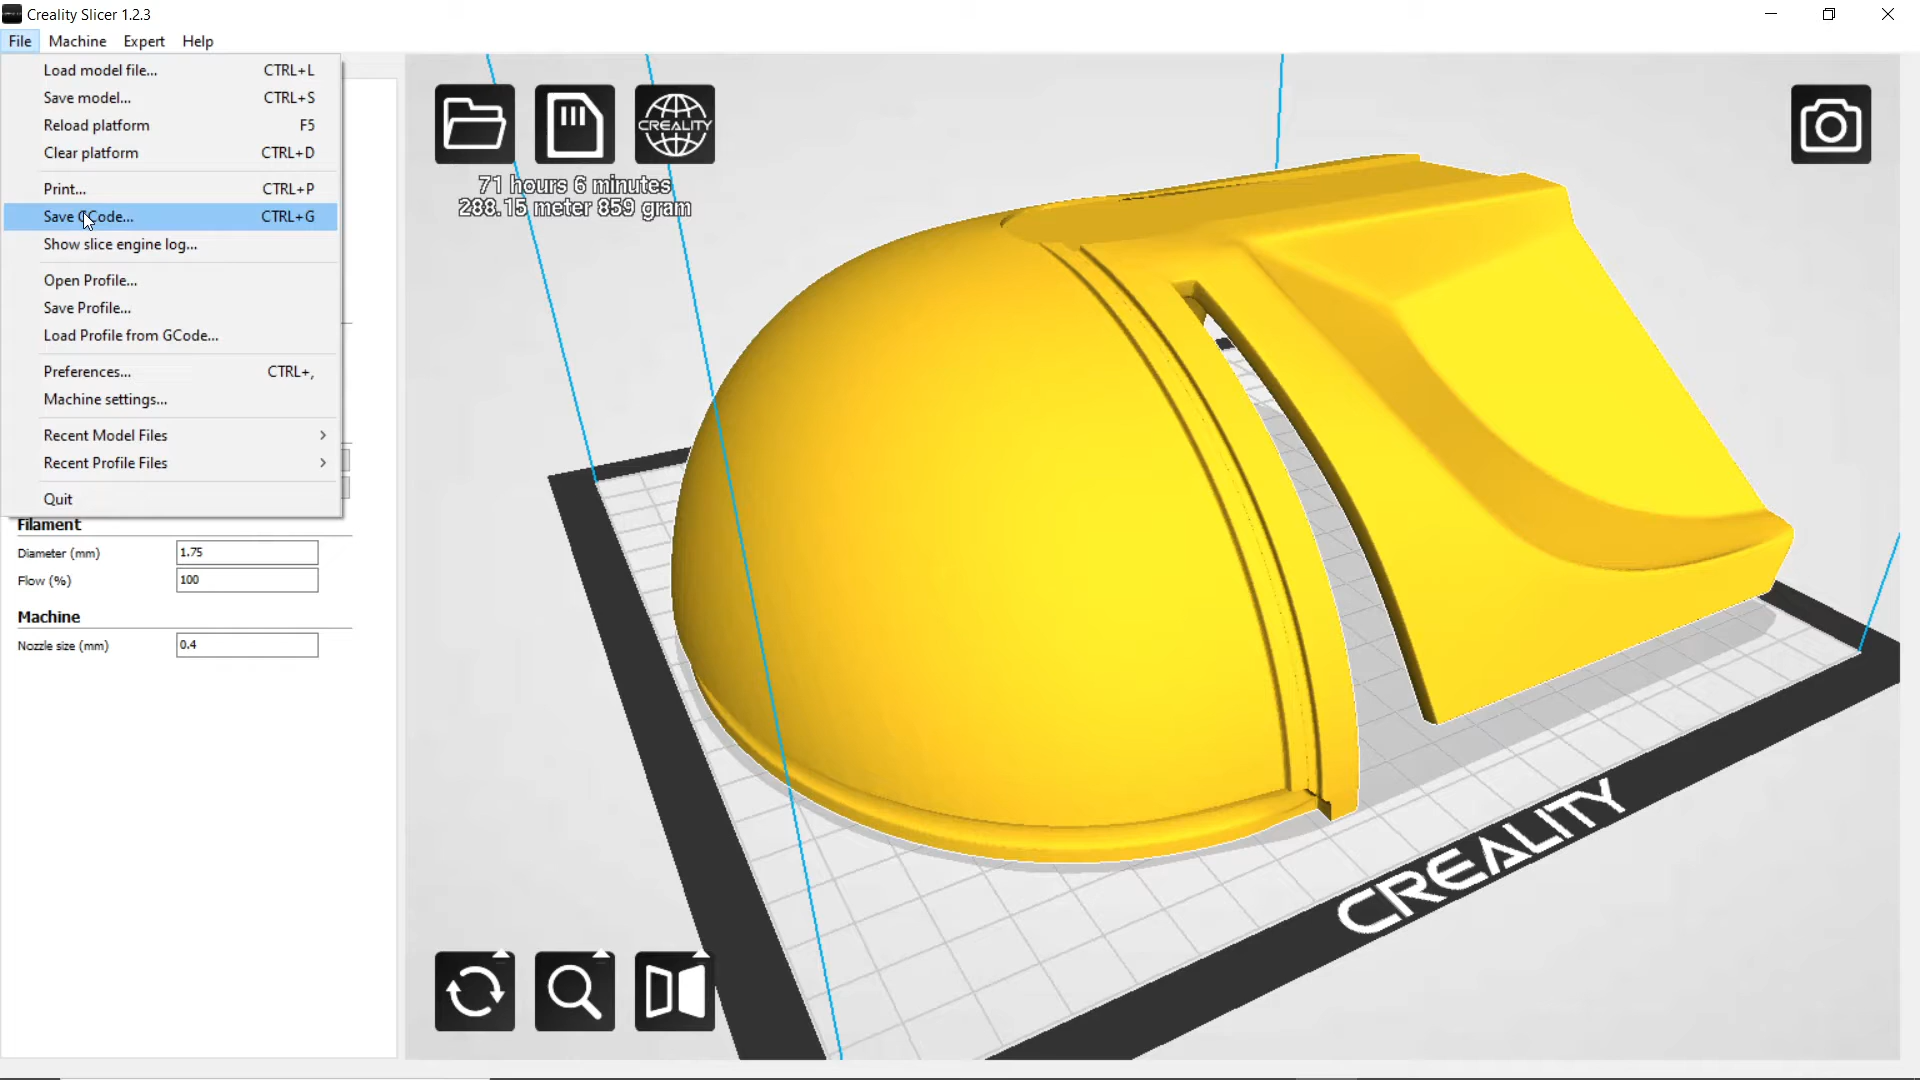 Creality Slicer 1.2.3
File Machine Expert Help
Load model file... CTRL+L
Save model... CTRL+S
Reload platform F5
Clear platform CTRL+D
Print... CTRL+P
Save GCode... CTRL+G
Show slice engine log...
Open Profile...
Save Profile...
Load Profile from GCode...
Preferences... CTRL+,
Machine settings...
Recent Model Files
Recent Profile Files
Quit
Filament
Diameter (mm) 1.75
Flow (%) 100
Machine
Nozzle size (mm) 0.4
CREALITY
71 hours 6 minutes
288.15 meter 859 gram
CREALITY